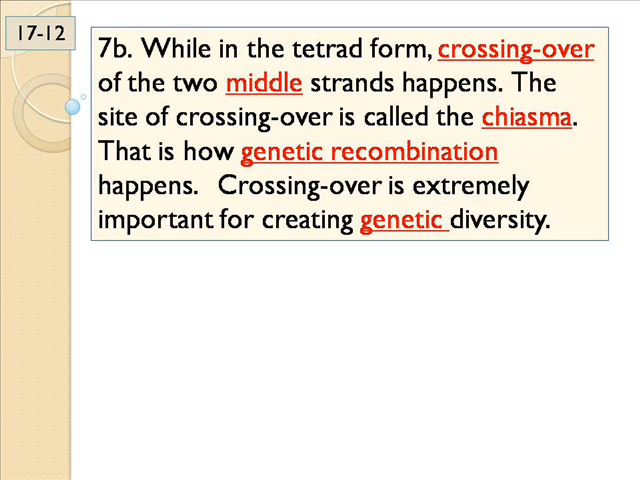 17-12
7b. While in the tetrad form, crossing-over
of the two middle strands happens. The
site of crossing-over is called the chiasma.
That is how genetic recombination
happens. Crossing-over is extremely
important for creating genetic diversity.